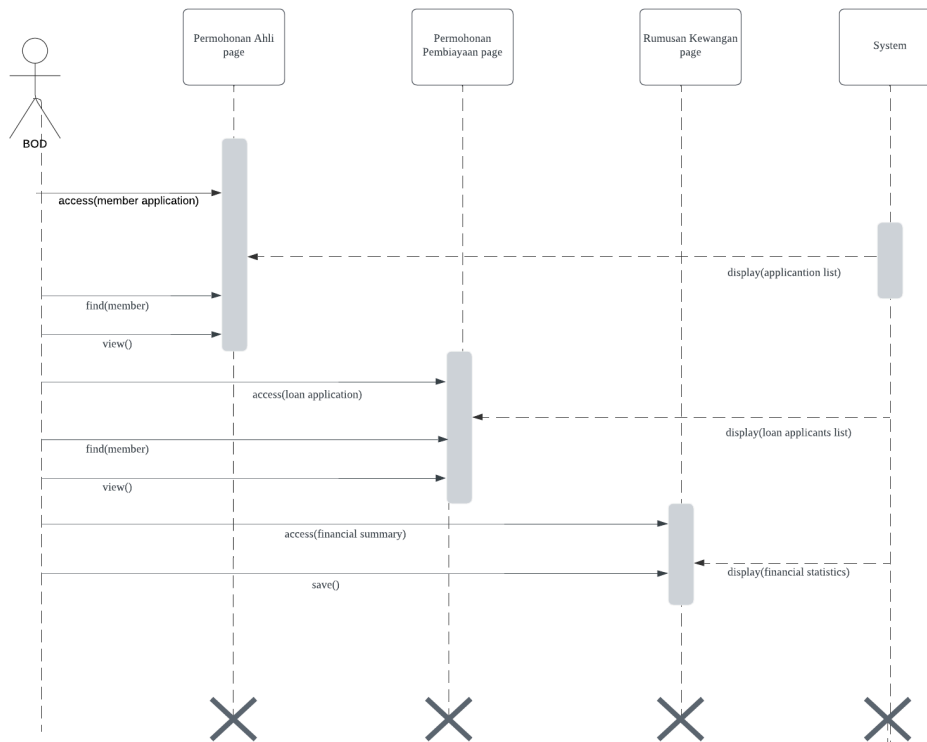 Permohonan Ahli
page
Permohonan
Pembiayaan page
Rumusan Kewangan
page
System
BOD
access(member application)
display(applicantion list)
find(member)
view()
access(loan application)
display(loan applicants list)
find(member)
view()
access(financial summary)
display(financial statistics)
save()